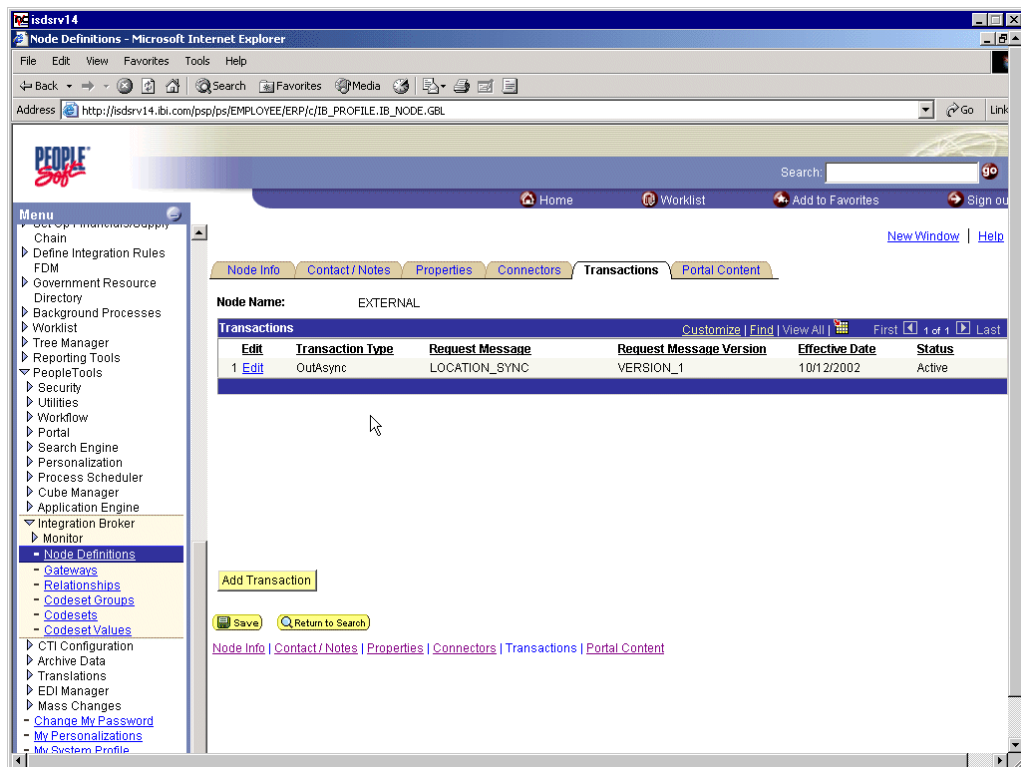 isdsrv14
Node Definitions - Microsoft Internet Explorer
File Edit View Favorites Tools Help
Back Search Favorites Media
Address http://isdsrv14.ibi.com/psp/ps/EMPLOYEE/ERP/c/IB_PROFILE.IB_NODE.GBL Go Link
PEOPLE
Soft
Search: go
Home Worklist Add to Favorites Sign ou
Menu
New Window | Help
Set Up Financials/Supply
Chain
Define Integration Rules
FDM
Government Resource
Directory
Background Processes
Worklist
Tree Manager
Reporting Tools
PeopleTools
Security
Utilities
Workflow
Portal
Search Engine
Personalization
Process Scheduler
Cube Manager
Application Engine
Integration Broker
Monitor
Node Definitions
Gateways
Relationships
Codeset Groups
Codesets
Codeset Values
CTI Configuration
Archive Data
Translations
EDI Manager
Mass Changes
Change My Password
My Personalizations
My System Profile
Node Info Contact / Notes Properties Connectors Transactions Portal Content
Node Name: EXTERNAL
Transactions Customize | Find | View All | First 1 of 1 Last
Edit Transaction Type Request Message Request Message Version Effective Date Status
1 Edit OutAsync LOCATION_SYNC VERSION_1 10/12/2002 Active
Add Transaction
Save Return to Search
Node Info | Contact / Notes | Properties | Connectors | Transactions | Portal Content